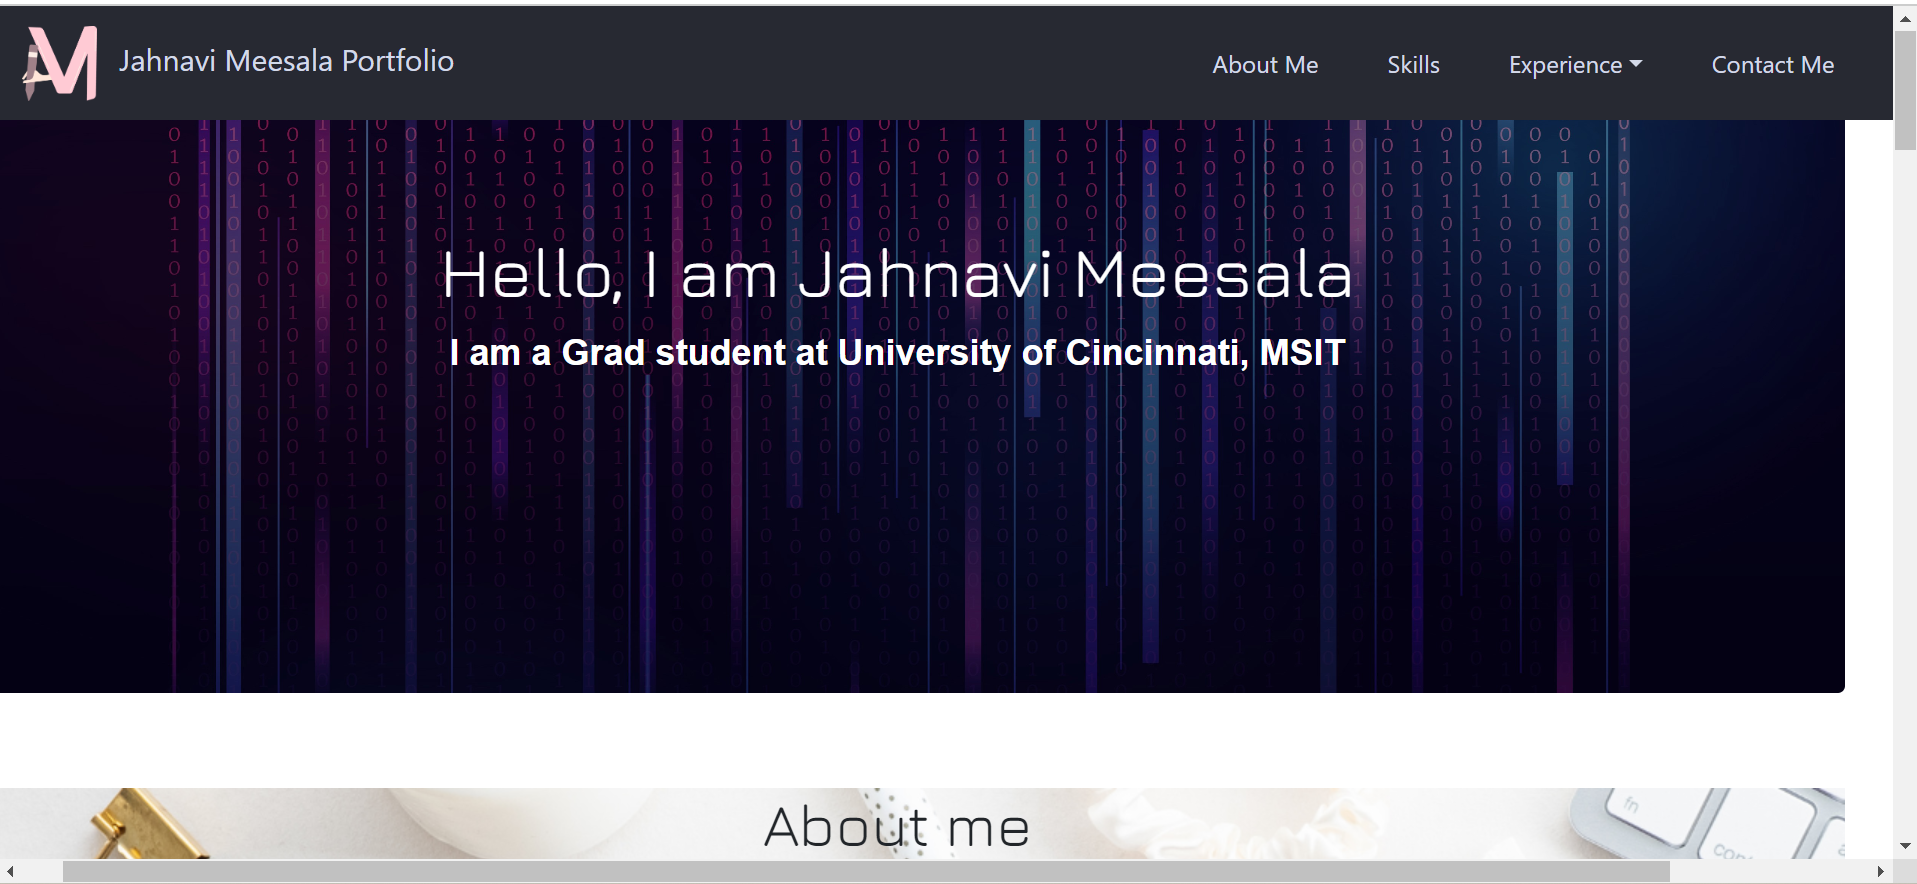 M
Jahnavi Meesala Portfolio
About Me
Skills
Experience
Contact Me
Hello, I am Jahnavi Meesala
I am a Grad student at University of Cincinnati, MSIT
About me
fn